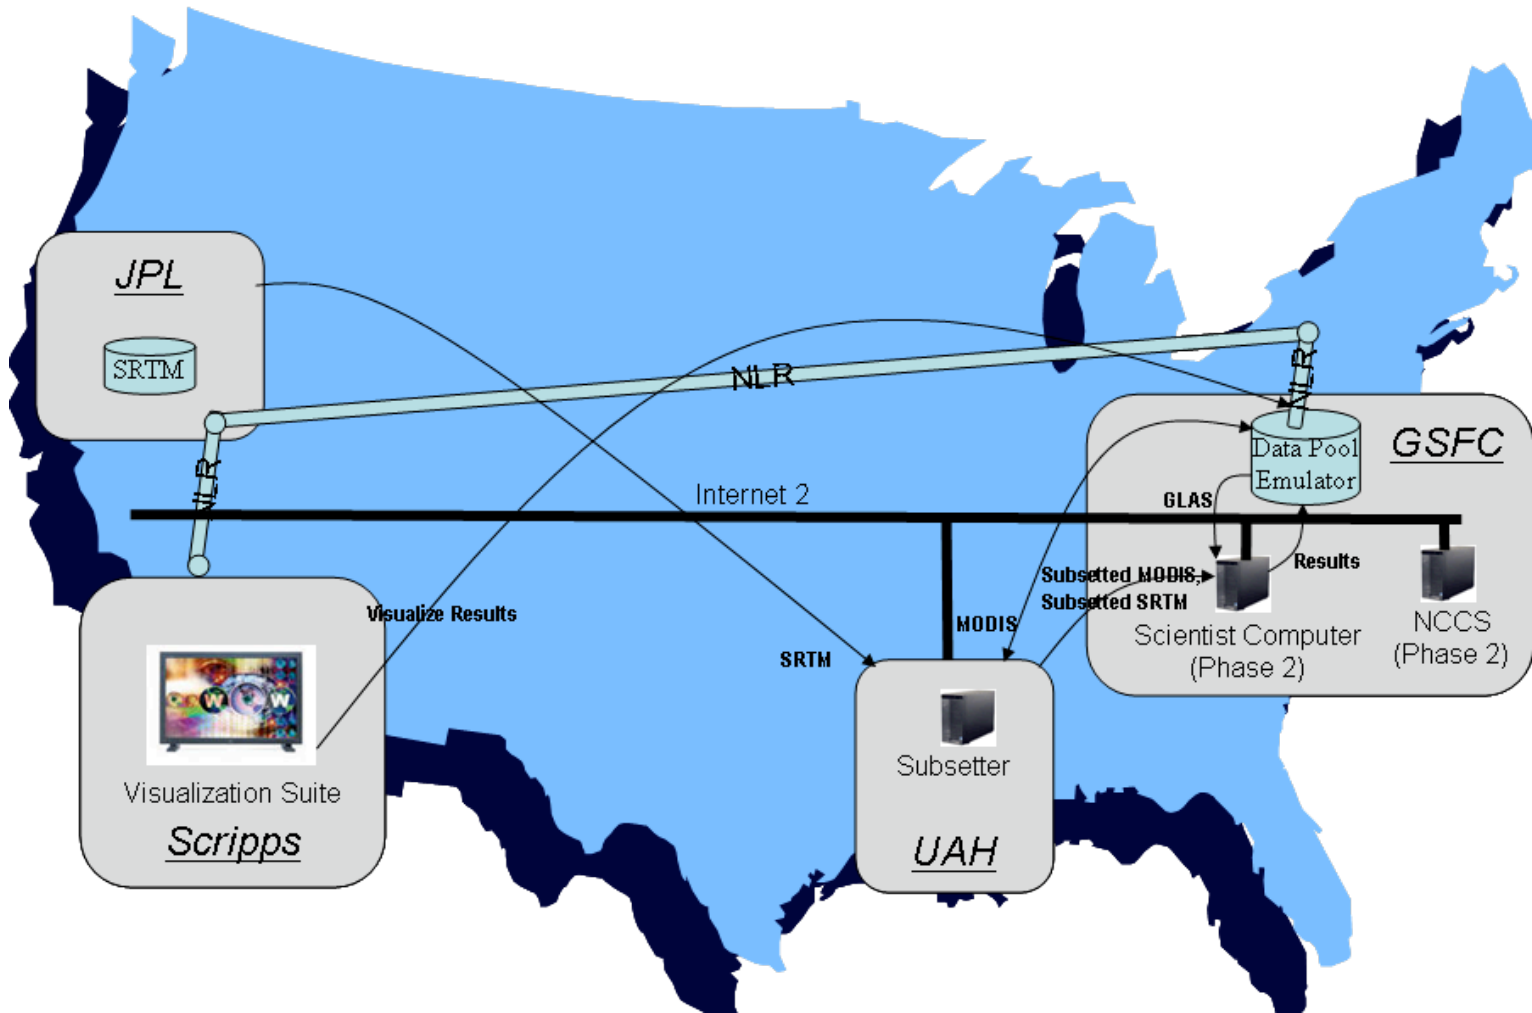 JPL
SRTM
NLR
NLR
NLR
Data Pool
Emulator
GSFC
GLAS
Internet 2
Results
Subsetted MODIS,
Subsetted SRTM
Scientist Computer
(Phase 2)
NCCS
(Phase 2)
Visualize Results
MODIS
SRTM
W
W
Visualization Suite
Scripps
Subsetter
UAH